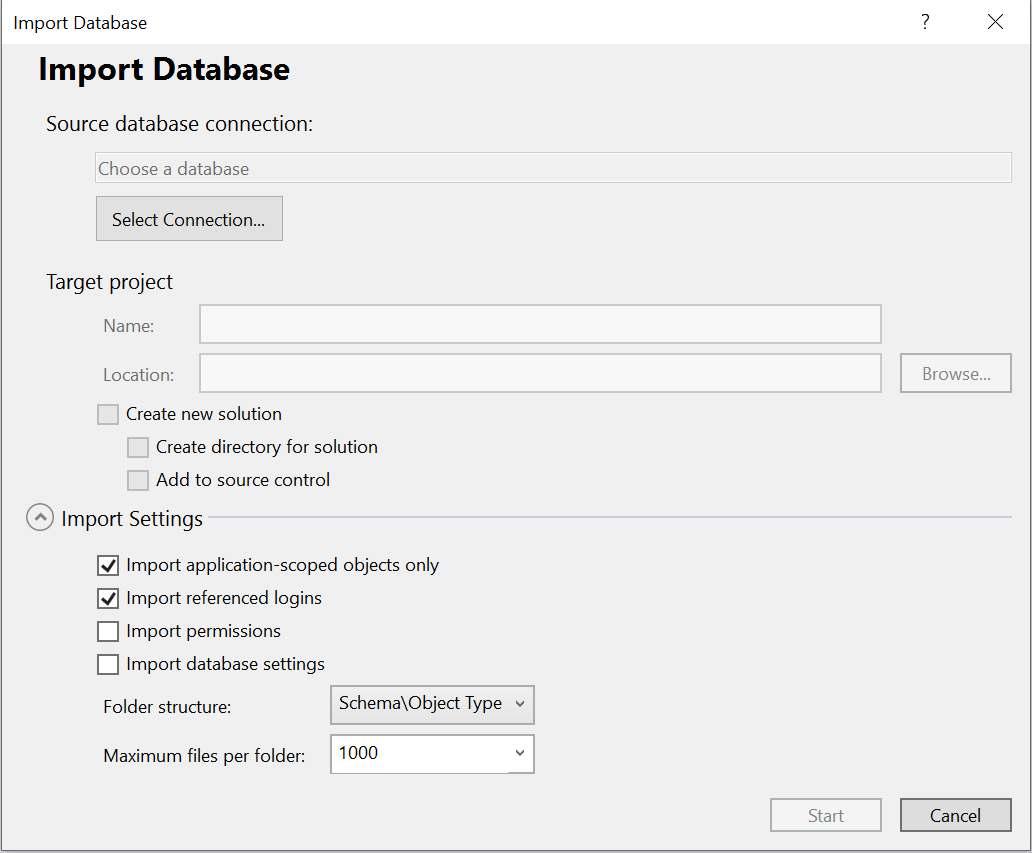 Import Database
?
Import Database
Source database connection:
Choose a database
Select Connection...
Target project
Name:
Location:
Browse...
Create new solution
Create directory for solution
Add to source control
Import Settings
Import application-scoped objects only
Import referenced logins
Import permissions
Import database settings
Folder structure: Schema\Object Type
Maximum files per folder: 1000
Start Cancel